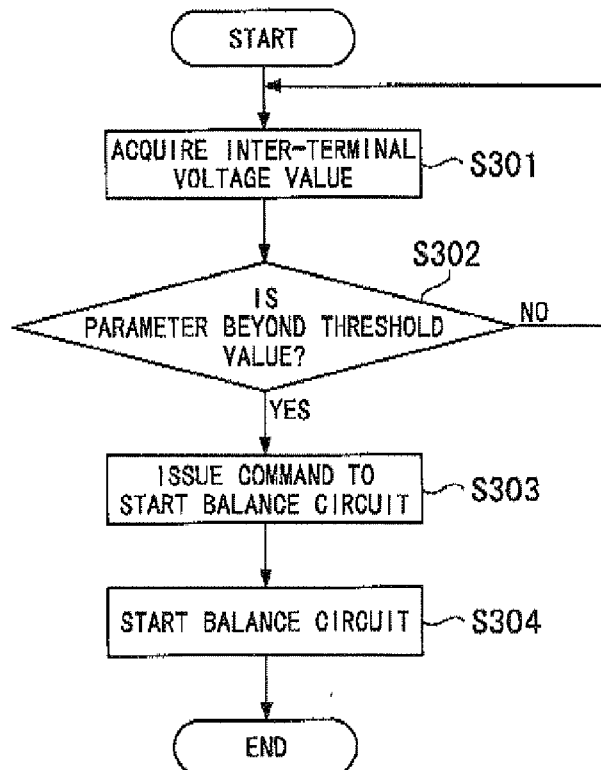 START
ACQUIRE INTER-TERMINAL
VOLTAGE VALUE
S301
S302
IS
PARAMETER BEYOND THRESHOLD
VALUE?
NO
YES
ISSUE COMMAND TO
START BALANCE CIRCUIT
S303
START BALANCE CIRCUIT
S304
END